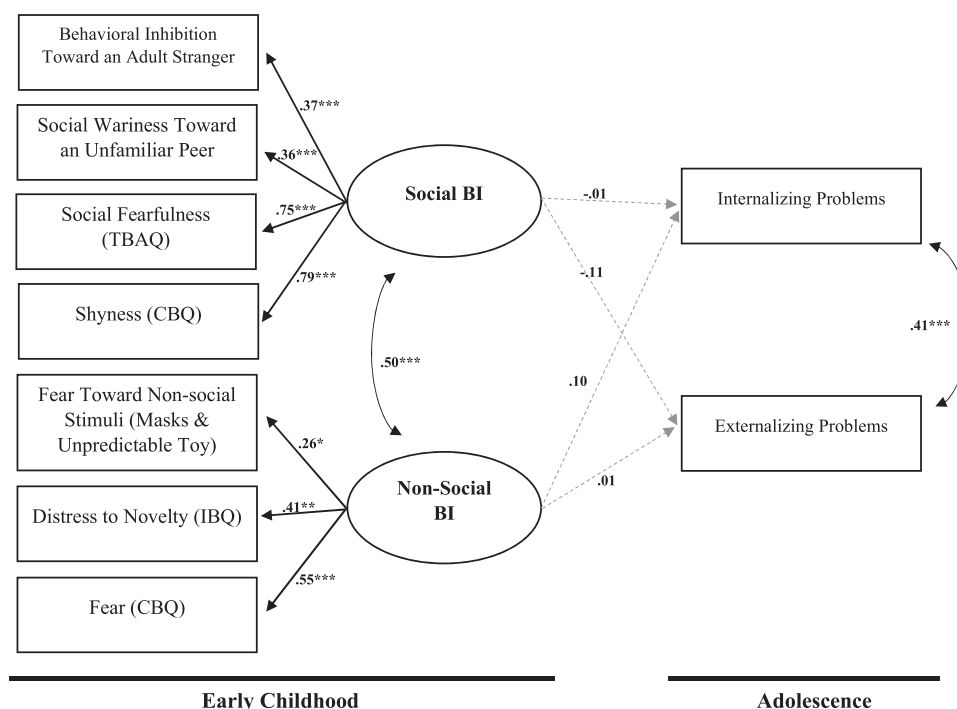 Behavioral Inhibition
Toward an Adult Stranger
.37***
Social Wariness Toward
an Unfamiliar Peer
.36***
Social Fearfulness
(TBAQ)
.75***
Shyness (CBQ)
.79***
Fear Toward Non-social
Stimuli (Masks &
Unpredictable Toy)
.26*
Distress to Novelty (IBQ)
.41**
Fear (CBQ)
.55***
Social BI
.50***
Non-Social
BI
-.01
-.11
.10
.01
Internalizing Problems
.41***
Externalizing Problems
Early Childhood
Adolescence